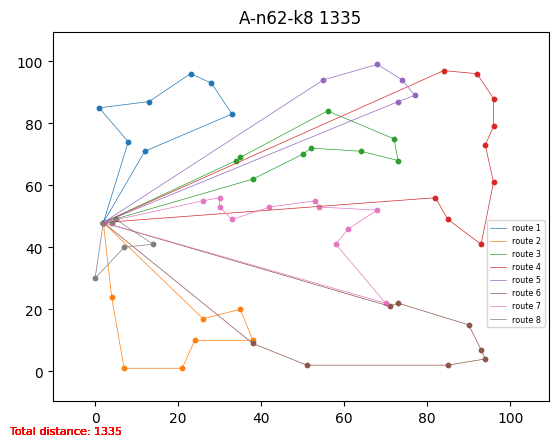 A-n62-k8 1335
100
80
60
40
20
0
0 20 40 60 80 100
route 1
route 2
route 3
route 4
route 5
route 6
route 7
route 8
Total distance: 1335